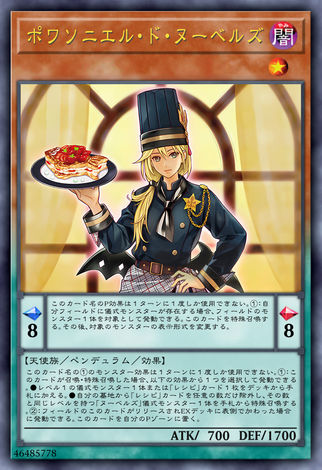 ポワソニエル・ド・ヌーベルズ
やみ
闇
このカード名のP効果は１ターンに１度しか使用できない。①：自
分フィールドに儀式モンスターが存在する場合、フィールドのモ
ンスター１体を対象として発動できる。このカードを特殊召喚す
る。その後、対象のモンスターの表示形式を変更する。
8
8
【天使族／ペンデュラム／効果】
このカード名の①のモンスター効果は１ターンに１度しか使用できない。①：こ
のカードが召喚・特殊召喚した場合、以下の効果から１つを選択して発動でき
る。●レベル１の儀式モンスター１体または「レシピ」カード１枚をデッキから手
札に加える。●自分の墓地から「レシピ」カードを任意の数だけ除外し、その数
と同じレベルを持つ「ヌーベルズ」儀式モンスター１体を手札から特殊召喚す
る。②：フィールドのこのカードがリリースされEXデッキに表側で加わった場合
に発動できる。このカードを自分のPゾーンに置く。
ATK/ 700 DEF/1700
46485778